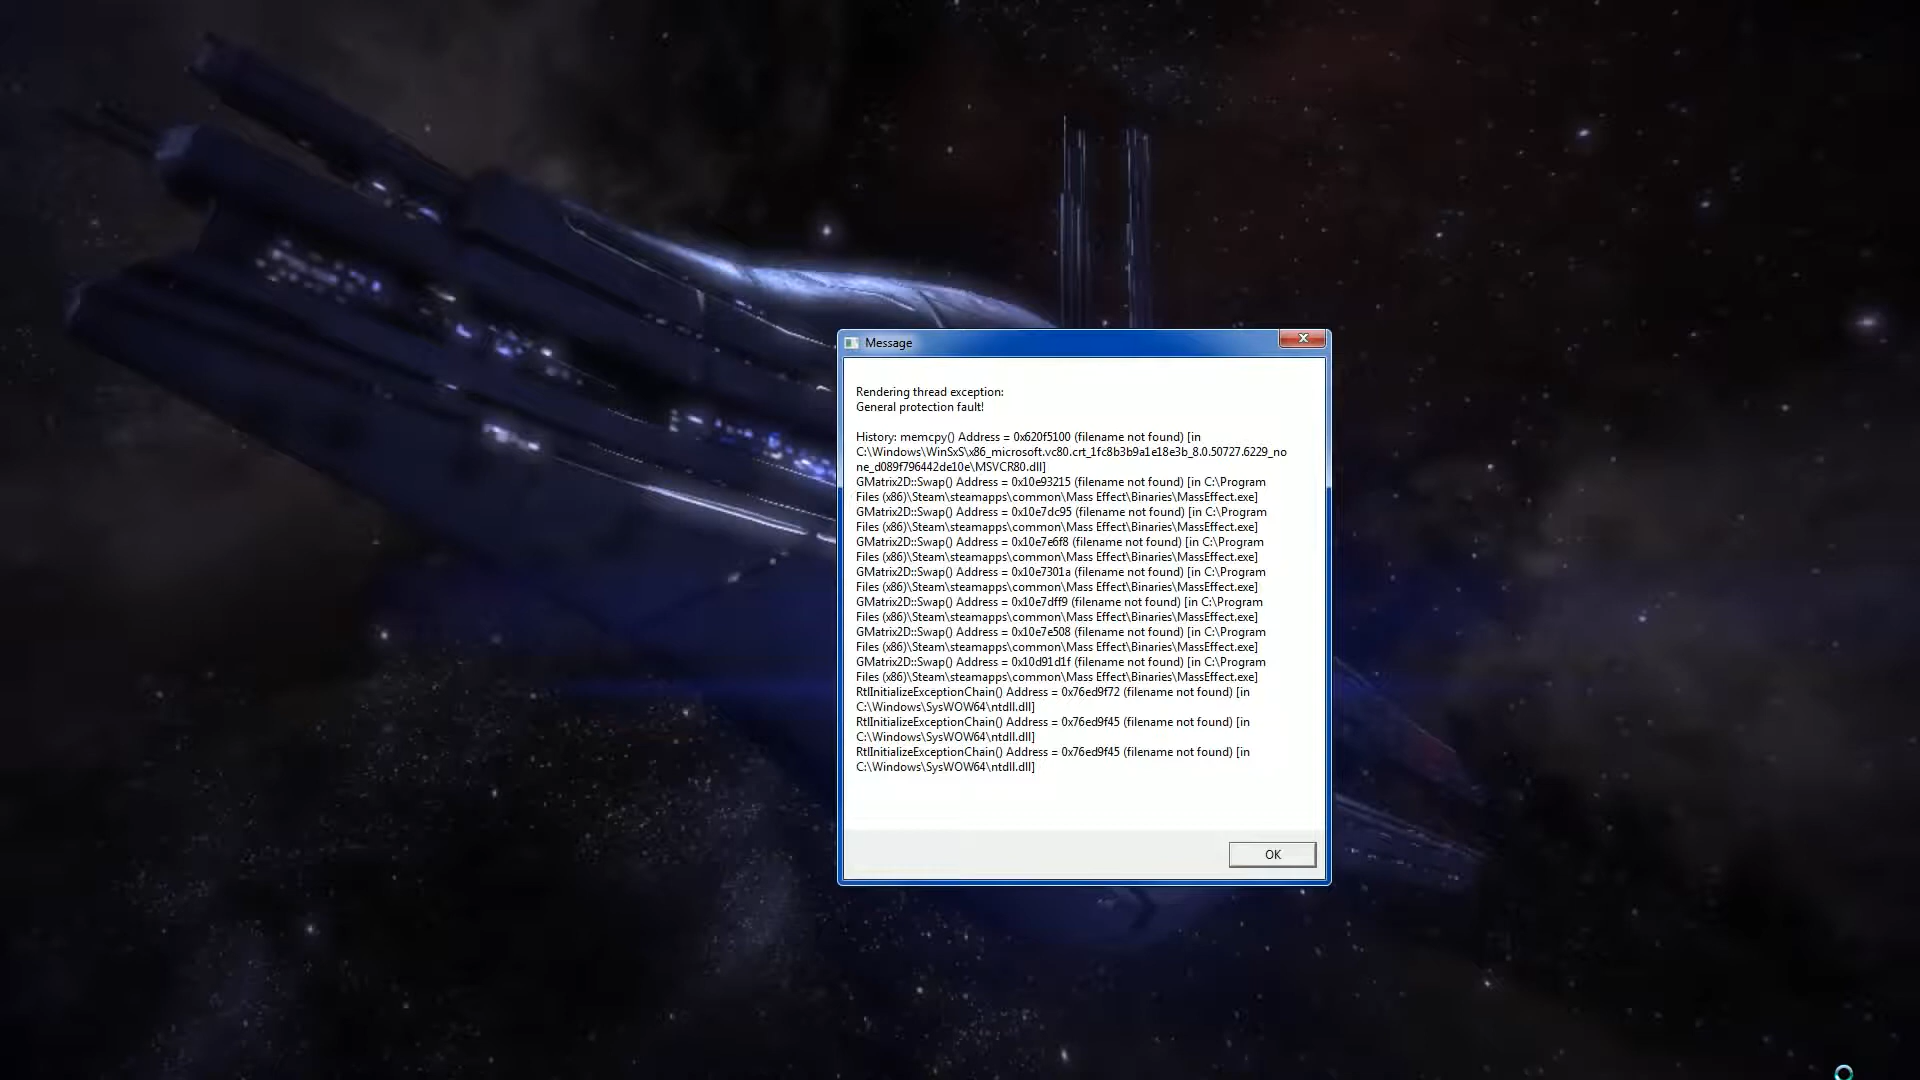 Message
Rendering thread exception:
General protection fault!
History: memcpy() Address = 0x620f5100 (filename not found) [in
C:\Windows\WinSxS\x86_microsoft.vc80.crt_1fc8b3b9a1e18e3b_8.0.50727.6229_no
ne_d089f796442de10e\MSVCR80.dll]
GMatrix2D::Swap() Address = 0x10e93215 (filename not found) [in C:\Program
Files (x86)\Steam\steamapps\common\Mass Effect\Binaries\MassEffect.exe]
GMatrix2D::Swap() Address = 0x10e7dc95 (filename not found) [in C:\Program
Files (x86)\Steam\steamapps\common\Mass Effect\Binaries\MassEffect.exe]
GMatrix2D::Swap() Address = 0x10e7e6f8 (filename not found) [in C:\Program
Files (x86)\Steam\steamapps\common\Mass Effect\Binaries\MassEffect.exe]
GMatrix2D::Swap() Address = 0x10e7301a (filename not found) [in C:\Program
Files (x86)\Steam\steamapps\common\Mass Effect\Binaries\MassEffect.exe]
GMatrix2D::Swap() Address = 0x10e7dff9 (filename not found) [in C:\Program
Files (x86)\Steam\steamapps\common\Mass Effect\Binaries\MassEffect.exe]
GMatrix2D::Swap() Address = 0x10e7e508 (filename not found) [in C:\Program
Files (x86)\Steam\steamapps\common\Mass Effect\Binaries\MassEffect.exe]
GMatrix2D::Swap() Address = 0x10d91d1f (filename not found) [in C:\Program
Files (x86)\Steam\steamapps\common\Mass Effect\Binaries\MassEffect.exe]
RtlInitializeExceptionChain() Address = 0x76ed9f72 (filename not found) [in
C:\Windows\SysWOW64\ntdll.dll]
RtlInitializeExceptionChain() Address = 0x76ed9f45 (filename not found) [in
C:\Windows\SysWOW64\ntdll.dll]
RtlInitializeExceptionChain() Address = 0x76ed9f45 (filename not found) [in
C:\Windows\SysWOW64\ntdll.dll]
OK